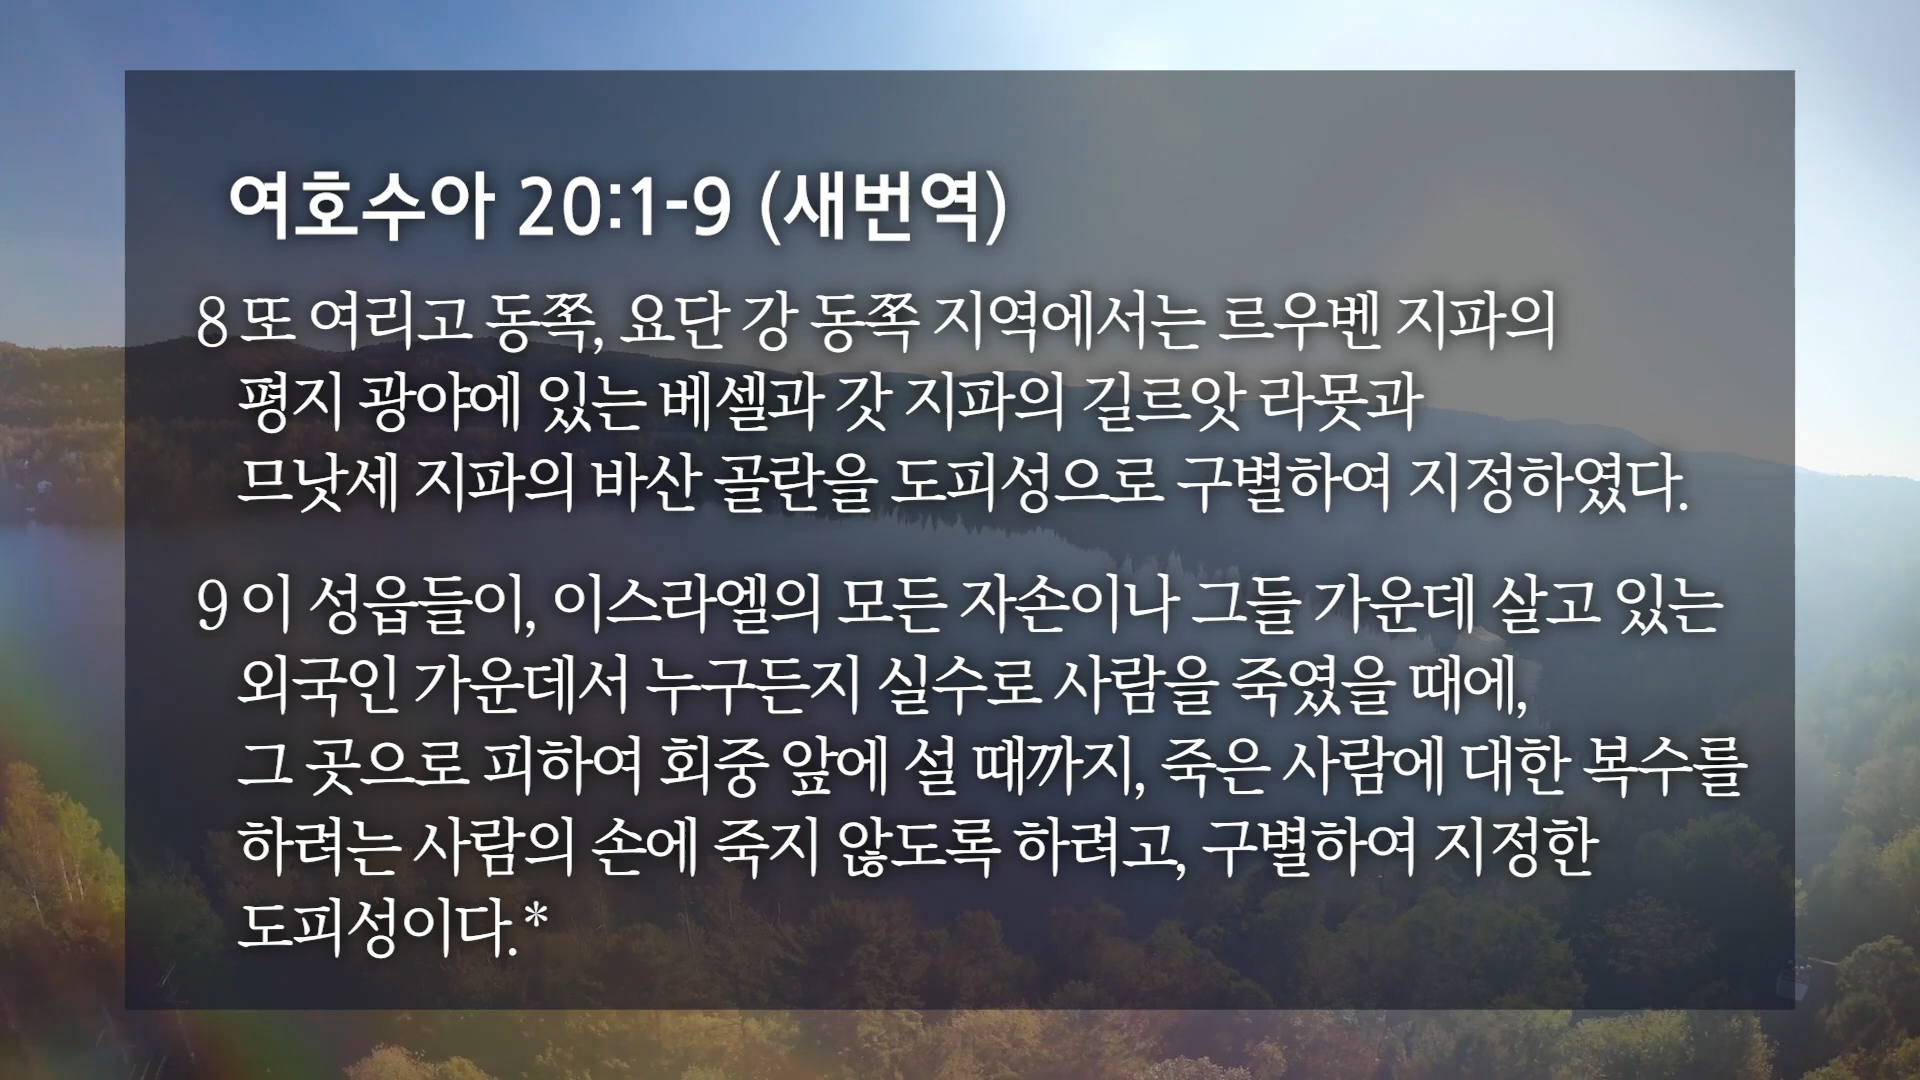 여호수아 20:1-9 (새번역)
8 또 여리고 동쪽, 요단 강 동쪽 지역에서는 르우벤 지파의
평지 광야에 있는 베셀과 갓 지파의 길르앗 라못과
므낫세 지파의 바산 골란을 도피성으로 구별하여 지정하였다.
9 이 성읍들이, 이스라엘의 모든 자손이나 그들 가운데 살고 있는
외국인 가운데서 누구든지 실수로 사람을 죽였을 때에,
그 곳으로 피하여 회중 앞에 설 때까지, 죽은 사람에 대한 복수를
하려는 사람의 손에 죽지 않도록 하려고, 구별하여 지정한
도피성이다.*